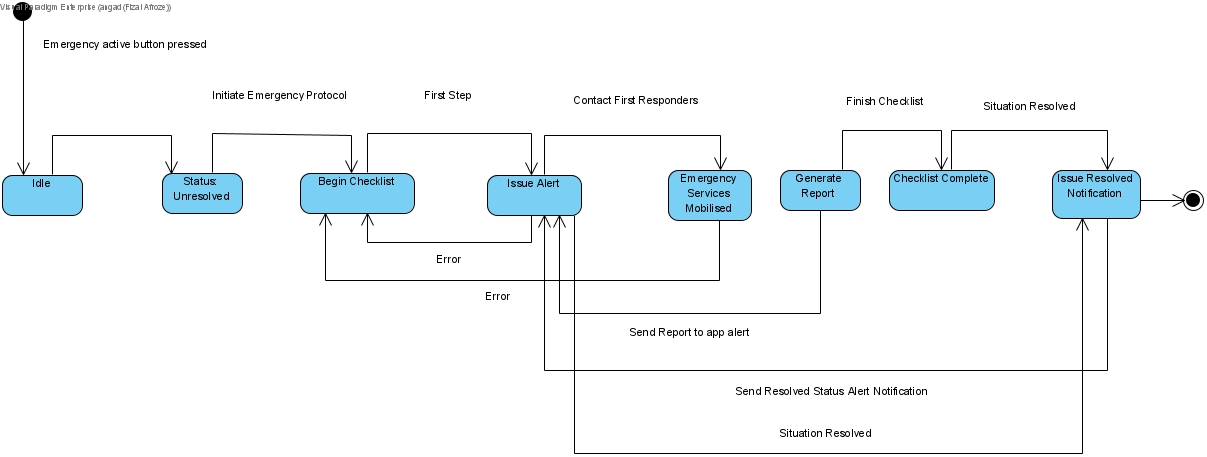 Visual Paradigm Enterprise (angad (Fizal Afroze))
Emergency active button pressed
Initiate Emergency Protocol
First Step
Contact First Responders
Finish Checklist
Situation Resolved
Idle
Status:
Unresolved
Begin Checklist
Issue Alert
Emergency
Services
Mobilised
Generate
Report
Checklist Complete
Issue Resolved
Notification
Error
Error
Send Report to app alert
Send Resolved Status Alert Notification
Situation Resolved